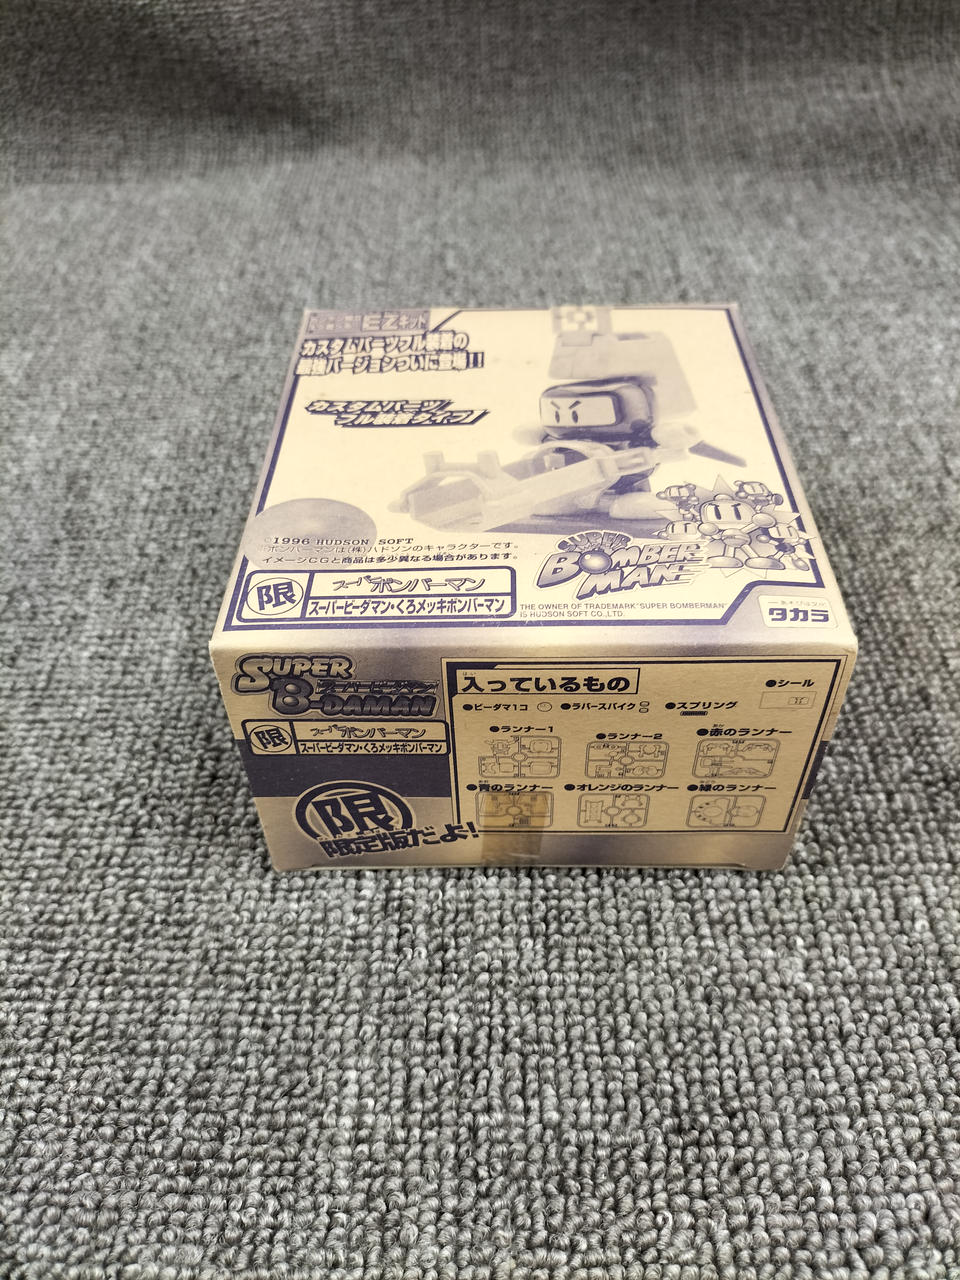 EZキット
カスタムパーツフル装着の
最強バージョンついに登場!!
カスタムパーツ
フル装着タイプ!
©1996 HUDSON SOFT
ボンバーマンは(株)ハドソンのキャラクターです。
イメージCGと商品は多少異なる場合があります。
限
スーパーボンバーマン
スーパービーダマン・くろメッキボンバーマン
SUPER
BOMBER
MAN
THE OWNER OF TRADEMARK "SUPER BOMBERMAN"
IS HUDSON SOFT CO.,LTD.
タカラ
SUPER
スーパービーダマン
B-DAMAN
限
スーパーボンバーマン
スーパービーダマン・くろメッキボンバーマン
限
限定版だよ!
入っているもの
●シール
●ビーダマ1コ
●ラバースパイク
●スプリング
●ランナー1
●ランナー2
●赤のランナー
●青のランナー
●オレンジのランナー
●緑のランナー